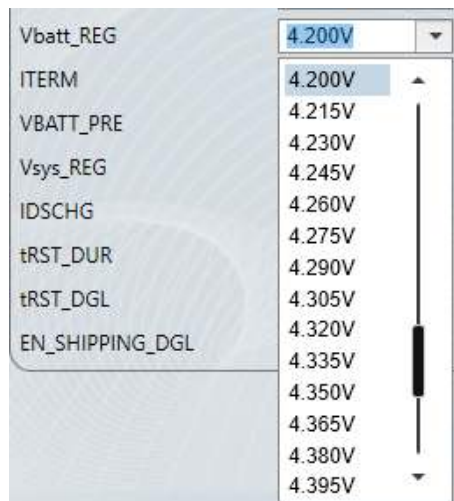 Vbatt_REG 4.200V
ITERM 4.200V
4.215V
VBATT_PRE 4.230V
Vsys_REG 4.245V
4.260V
IDSCHG 4.275V
tRST_DUR 4.290V
tRST_DGL 4.305V
4.320V
EN_SHIPPING_DGL 4.335V
4.350V
4.365V
4.380V
4.395V